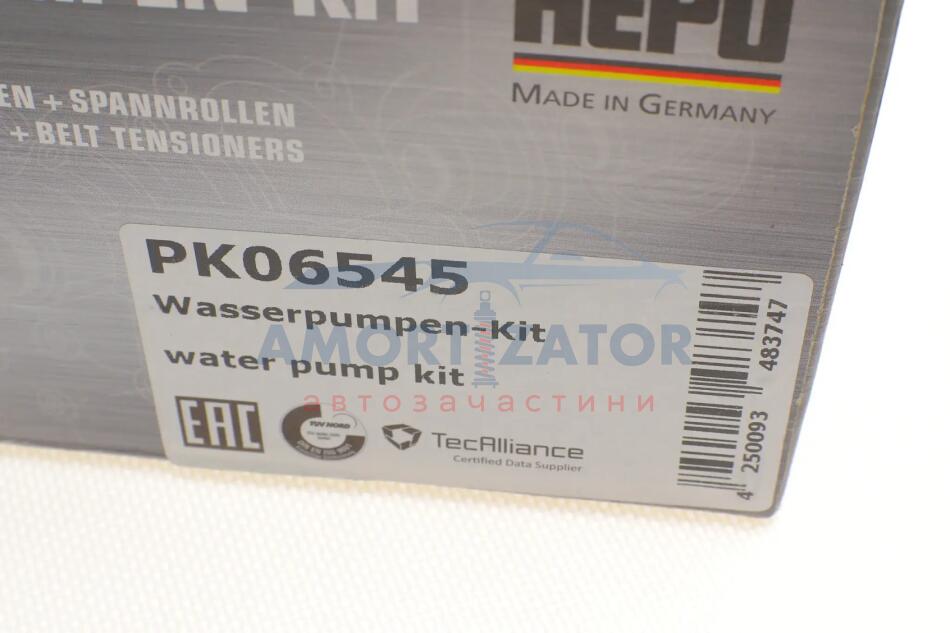 HEPU
MADE IN GERMANY
+ SPANNROLLEN
+ BELT TENSIONERS
PK06545
Wasserpumpen-Kit
water pump kit
AMORTIZATOR
автозачастини
EAC
TÜV NORD
TecAlliance
Certified Data Supplier
4 250093 483747